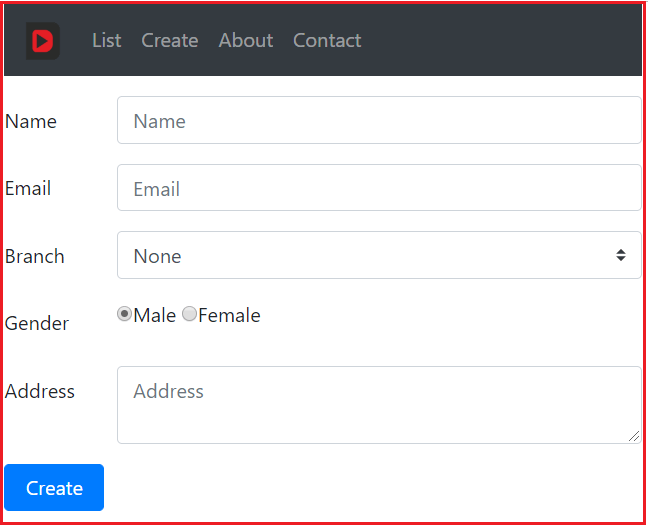 List Create About Contact
Name Name
Email Email
Branch None
Gender Male Female
Address Address
Create